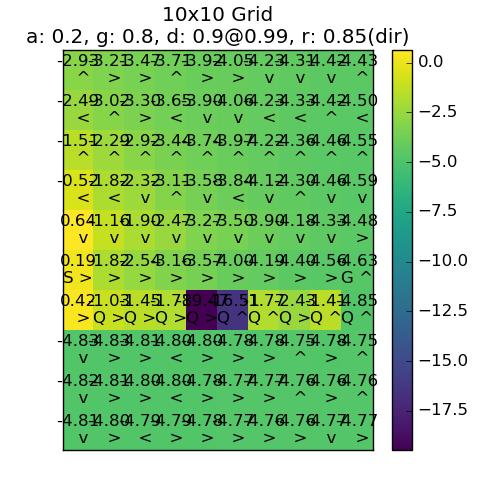 10x10 Grid
a: 0.2, g: 0.8, d: 0.9@0.99, r: 0.85(dir)
-2.93 -3.21 -3.47 -3.71 -3.92 -4.05 -4.23 -4.31 -4.42 -4.43
^ > > ^ > > v v v ^
-2.49 -3.02 -3.30 -3.65 -3.90 -4.06 -4.23 -4.33 -4.42 -4.50
< ^ > < v v < < ^ <
-1.51 -2.29 -2.92 -3.44 -3.74 -3.97 -4.22 -4.36 -4.46 -4.55
^ ^ ^ ^ ^ ^ ^ ^ ^ ^
-0.52 -1.82 -2.32 -3.11 -3.58 -3.84 -4.12 -4.30 -4.46 -4.59
< < v ^ v < v ^ v v
0.64 -1.16 -1.90 -2.47 -3.27 -3.50 -3.90 -4.18 -4.33 -4.48
v v v v v v v v v >
0.19 -1.82 -2.54 -3.16 -3.57 -4.00 -4.19 -4.40 -4.56 -4.63
S > > > > > > > > > G ^
0.42 -1.03 -1.45 -1.78 -1.77 -2.43 -1.41 -4.85
> Q > Q > Q > Q > Q ^ Q ^ Q > Q ^ Q ^
-4.83 -4.83 -4.81 -4.80 -4.80 -4.78 -4.78 -4.75 -4.78 -4.75
v > > < > > > ^ > ^
-4.82 -4.81 -4.80 -4.80 -4.78 -4.77 -4.77 -4.76 -4.76 -4.76
v > > > > > > ^ > ^
-4.81 -4.80 -4.79 -4.79 -4.78 -4.77 -4.76 -4.76 -4.77 -4.77
v > < > > > > > v >
0.0
−2.5
−5.0
−7.5
−10.0
−12.5
−15.0
−17.5